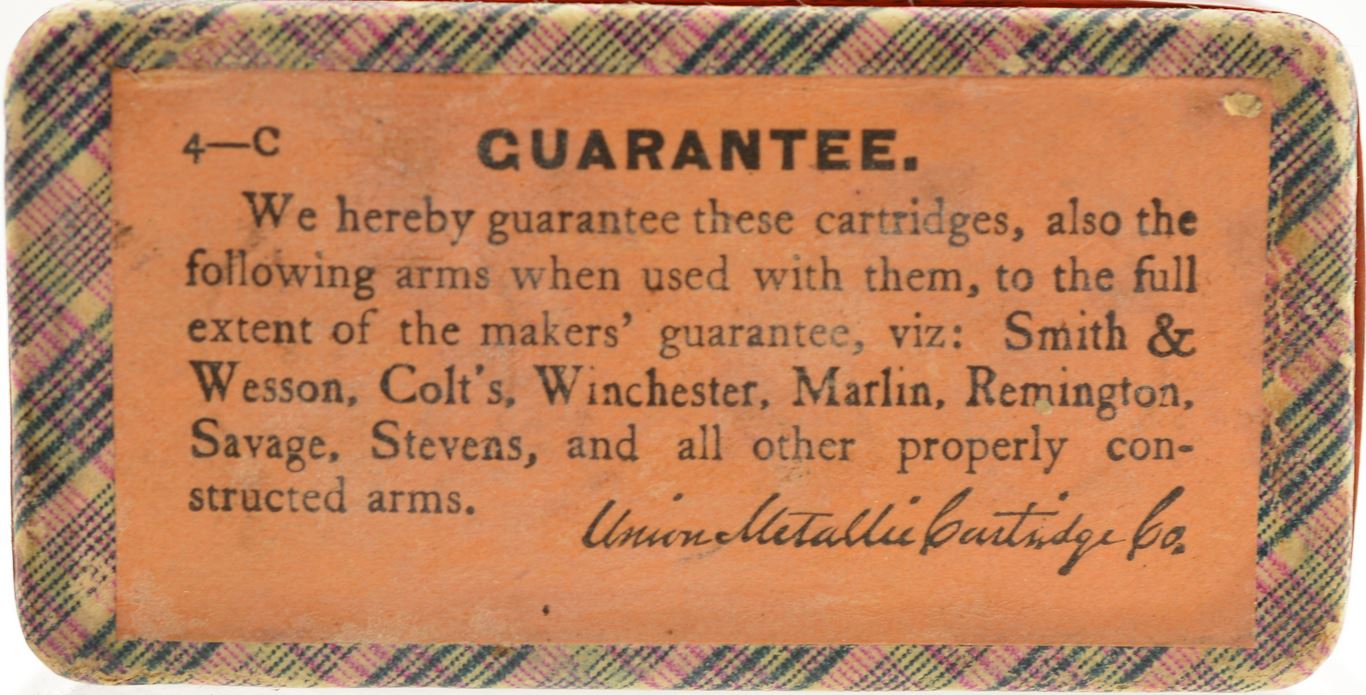 4—C GUARANTEE.
We hereby guarantee these cartridges, also the
following arms when used with them, to the full
extent of the makers' guarantee, viz: Smith &
Wesson, Colt's, Winchester, Marlin, Remington,
Savage, Stevens, and all other properly con-
structed arms.
Union Metallic Cartridge Co.